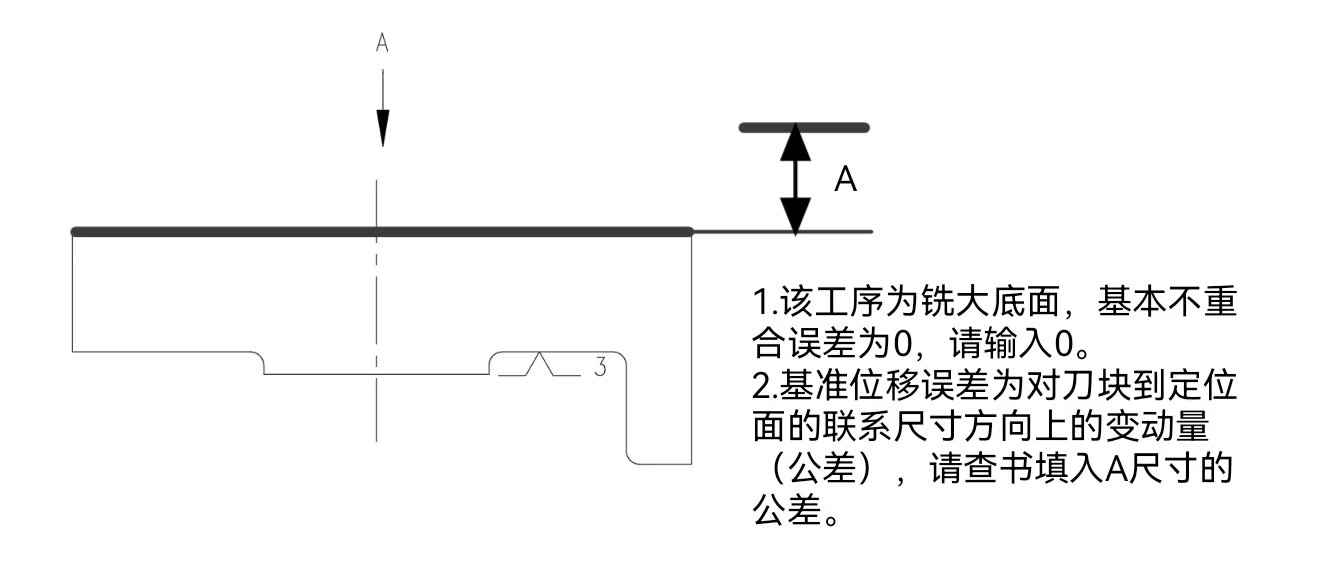 A
A
1.该工序为铣大底面，基本不重
合误差为0，请输入0。
2.基准位移误差为对刀块到定位
面的联系尺寸方向上的变动量
（公差），请查书填入A尺寸的
公差。
3